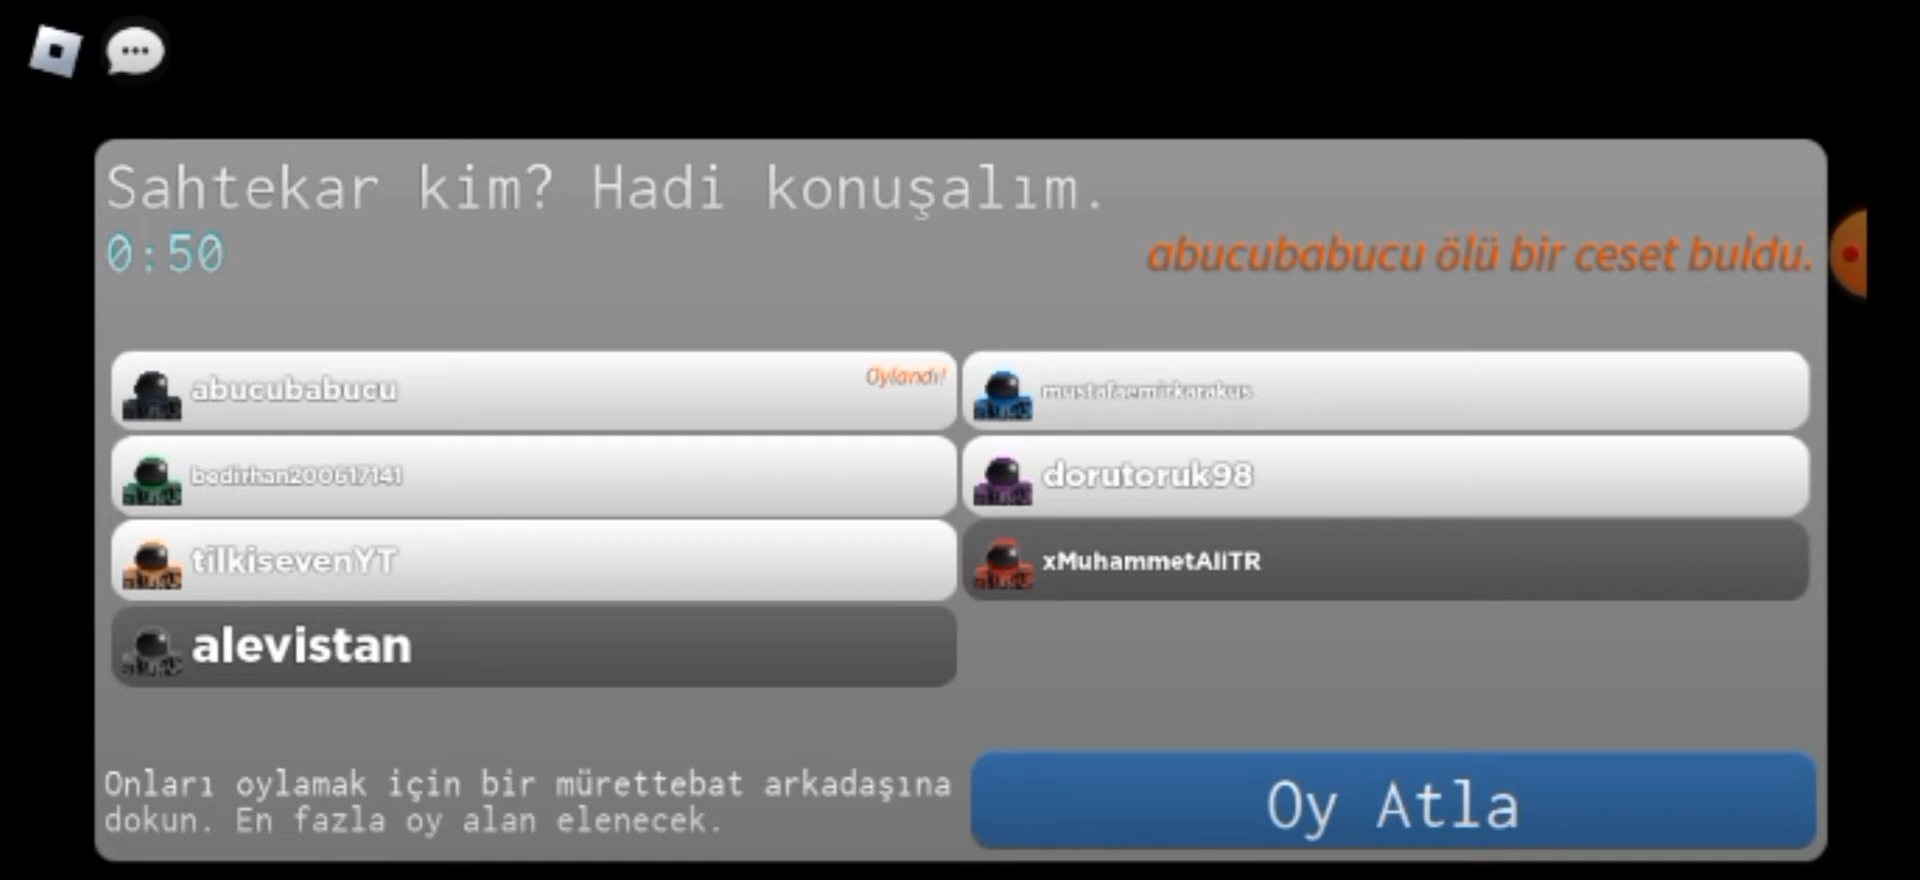 Sahtekar kim? Hadi konuşalım.
0:50
abucubabucu ölü bir ceset buldu.
abucubabucu
Oylandı!
mustafaemirkarakus
bedirhan200617141
dorutoruk98
tilkisevenYT
xMuhammetAliTR
alevistan
Onları oylamak için bir mürettebat arkadaşına
dokun. En fazla oy alan elenecek.
Oy Atla